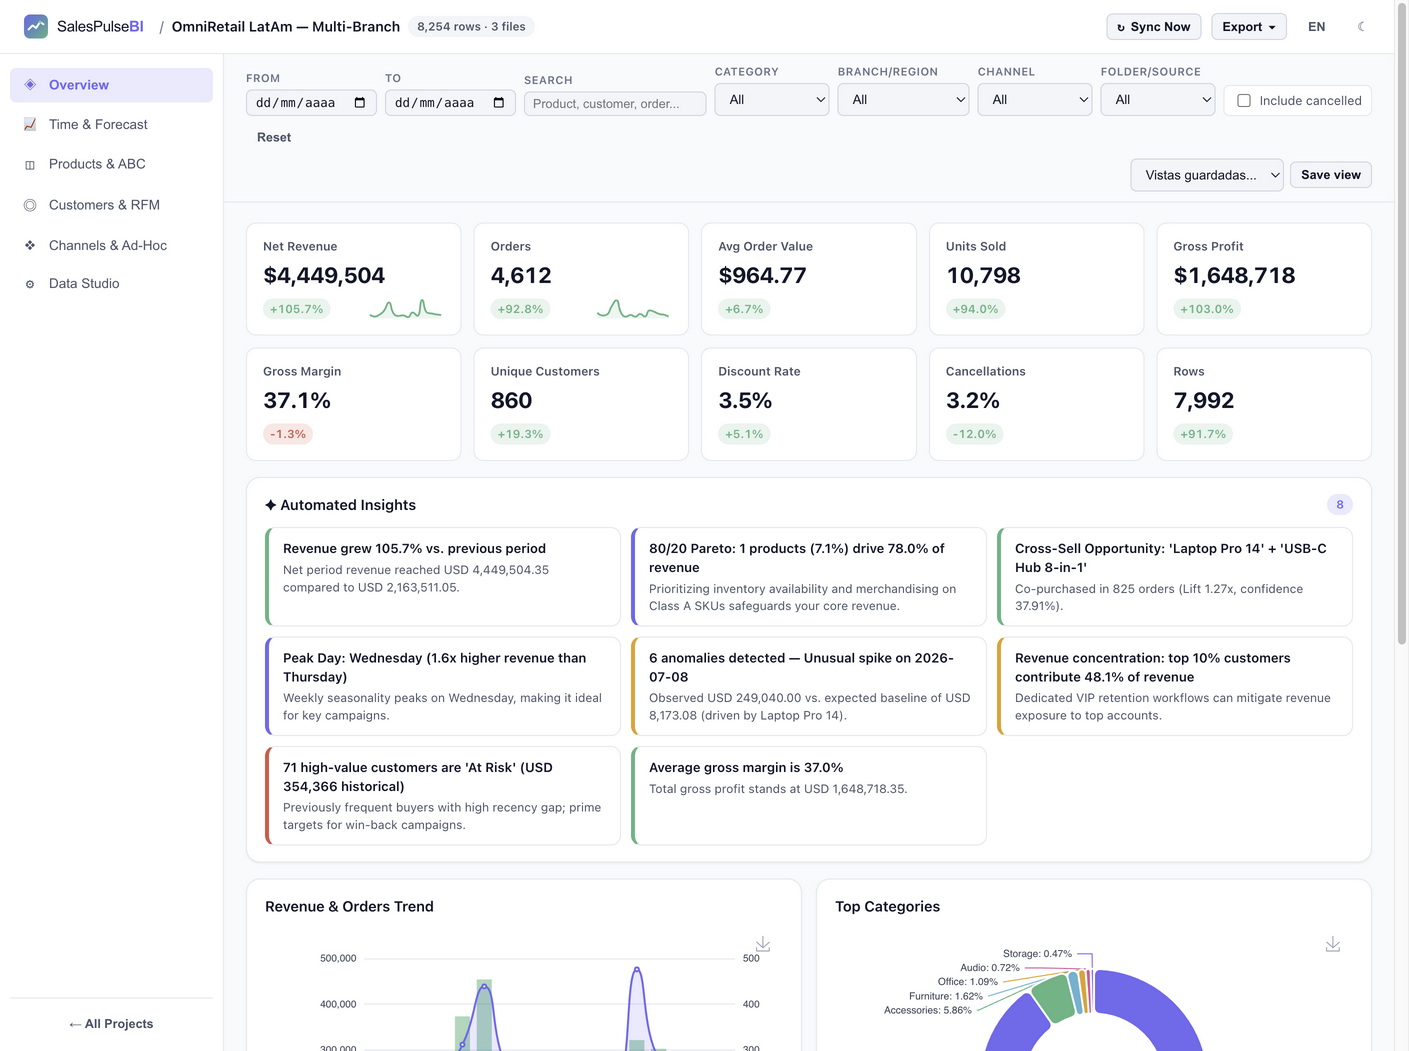 SalesPulseBI / OmniRetail LatAm — Multi-Branch 8,254 rows · 3 files Sync Now Export EN
Overview
Time & Forecast
Products & ABC
Customers & RFM
Channels & Ad-Hoc
Data Studio
← All Projects
FROM TO SEARCH CATEGORY BRANCH/REGION CHANNEL FOLDER/SOURCE
dd/mm/aaaa dd/mm/aaaa Product, customer, order... All All All All Include cancelled
Reset
Vistas guardadas... Save view
Net Revenue
$4,449,504
+105.7%
Orders
4,612
+92.8%
Avg Order Value
$964.77
+6.7%
Units Sold
10,798
+94.0%
Gross Profit
$1,648,718
+103.0%
Gross Margin
37.1%
-1.3%
Unique Customers
860
+19.3%
Discount Rate
3.5%
+5.1%
Cancellations
3.2%
-12.0%
Rows
7,992
+91.7%
Automated Insights 8
Revenue grew 105.7% vs. previous period
Net period revenue reached USD 4,449,504.35
compared to USD 2,163,511.05.
80/20 Pareto: 1 products (7.1%) drive 78.0% of
revenue
Prioritizing inventory availability and merchandising on
Class A SKUs safeguards your core revenue.
Cross-Sell Opportunity: 'Laptop Pro 14' + 'USB-C
Hub 8-in-1'
Co-purchased in 825 orders (Lift 1.27x, confidence
37.91%).
Peak Day: Wednesday (1.6x higher revenue than
Thursday)
Weekly seasonality peaks on Wednesday, making it ideal
for key campaigns.
6 anomalies detected — Unusual spike on 2026-
07-08
Observed USD 249,040.00 vs. expected baseline of USD
8,173.08 (driven by Laptop Pro 14).
Revenue concentration: top 10% customers
contribute 48.1% of revenue
Dedicated VIP retention workflows can mitigate revenue
exposure to top accounts.
71 high-value customers are 'At Risk' (USD
354,366 historical)
Previously frequent buyers with high recency gap; prime
targets for win-back campaigns.
Average gross margin is 37.0%
Total gross profit stands at USD 1,648,718.35.
Revenue & Orders Trend
500,000 500
400,000 400
300,000 300
Top Categories
Storage: 0.47%
Audio: 0.72%
Office: 1.09%
Furniture: 1.62%
Accessories: 5.86%